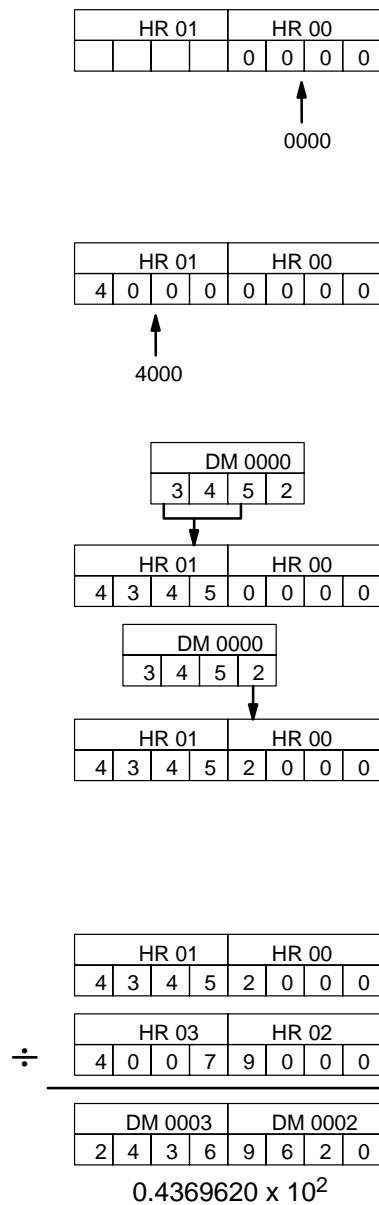 HR 01 HR 00
0 0 0 0
0000
HR 01 HR 00
4 0 0 0 0 0 0 0
4000
DM 0000
3 4 5 2
HR 01 HR 00
4 3 4 5 0 0 0 0
DM 0000
3 4 5 2
HR 01 HR 00
4 3 4 5 2 0 0 0
HR 01 HR 00
4 3 4 5 2 0 0 0
HR 03 HR 02
÷ 4 0 0 7 9 0 0 0
DM 0003 DM 0002
2 4 3 6 9 6 2 0
0.4369620 x 10²